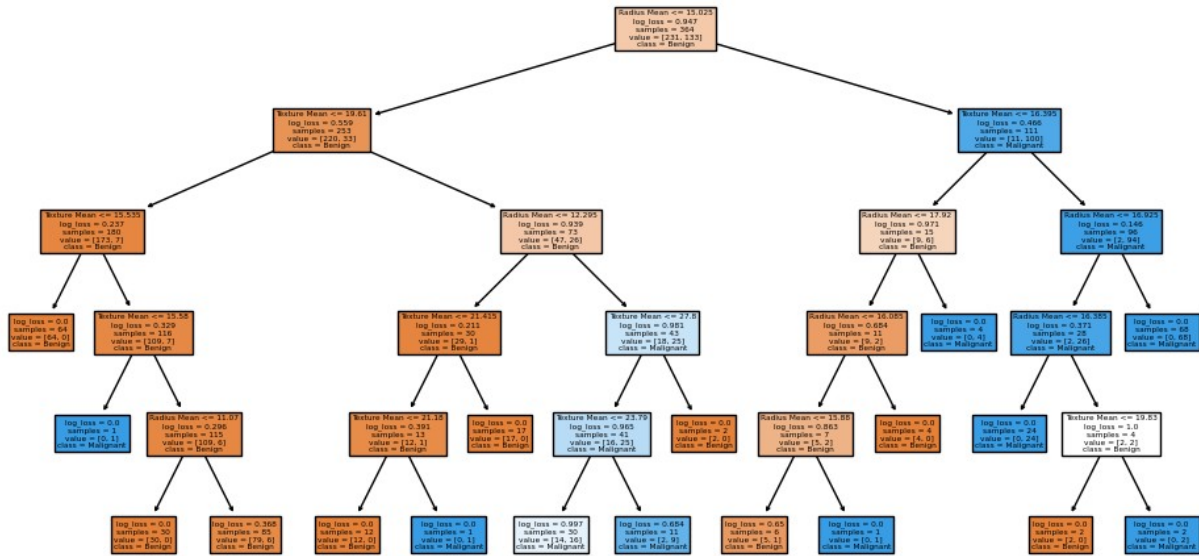 Radius Mean <= 15.025
log_loss = 0.947
samples = 364
value = [231, 133]
class = Benign
Texture Mean <= 19.61
log_loss = 0.559
samples = 253
value = [220, 33]
class = Benign
Texture Mean <= 16.395
log_loss = 0.466
samples = 111
value = [11, 100]
class = Malignant
Texture Mean <= 15.535
log_loss = 0.237
samples = 180
value = [173, 7]
class = Benign
Radius Mean <= 12.295
log_loss = 0.939
samples = 73
value = [47, 26]
class = Benign
Radius Mean <= 17.92
log_loss = 0.971
samples = 15
value = [9, 6]
class = Benign
Radius Mean <= 16.925
log_loss = 0.146
samples = 96
value = [2, 94]
class = Malignant
log_loss = 0.0
samples = 64
value = [64, 0]
class = Benign
Texture Mean <= 15.58
log_loss = 0.329
samples = 116
value = [109, 7]
class = Benign
Texture Mean <= 21.415
log_loss = 0.211
samples = 30
value = [29, 1]
class = Benign
Texture Mean <= 27.8
log_loss = 0.981
samples = 43
value = [18, 25]
class = Malignant
Radius Mean <= 16.085
log_loss = 0.684
samples = 11
value = [9, 2]
class = Benign
log_loss = 0.0
samples = 4
value = [0, 4]
class = Malignant
Radius Mean <= 16.385
log_loss = 0.371
samples = 28
value = [2, 26]
class = Malignant
log_loss = 0.0
samples = 68
value = [0, 68]
class = Malignant
log_loss = 0.0
samples = 1
value = [0, 1]
class = Malignant
Radius Mean <= 11.07
log_loss = 0.296
samples = 115
value = [109, 6]
class = Benign
Texture Mean <= 21.18
log_loss = 0.391
samples = 13
value = [12, 1]
class = Benign
log_loss = 0.0
samples = 17
value = [17, 0]
class = Benign
Texture Mean <= 23.79
log_loss = 0.965
samples = 41
value = [16, 25]
class = Malignant
log_loss = 0.0
samples = 2
value = [2, 0]
class = Benign
Radius Mean <= 15.88
log_loss = 0.863
samples = 7
value = [5, 2]
class = Benign
log_loss = 0.0
samples = 4
value = [4, 0]
class = Benign
log_loss = 0.0
samples = 24
value = [0, 24]
class = Malignant
Texture Mean <= 19.83
log_loss = 1.0
samples = 4
value = [2, 2]
class = Benign
log_loss = 0.0
samples = 30
value = [30, 0]
class = Benign
log_loss = 0.368
samples = 85
value = [79, 6]
class = Benign
log_loss = 0.0
samples = 12
value = [12, 0]
class = Benign
log_loss = 0.0
samples = 1
value = [0, 1]
class = Malignant
log_loss = 0.997
samples = 30
value = [14, 16]
class = Malignant
log_loss = 0.684
samples = 11
value = [2, 9]
class = Malignant
log_loss = 0.65
samples = 6
value = [5, 1]
class = Benign
log_loss = 0.0
samples = 1
value = [0, 1]
class = Malignant
log_loss = 0.0
samples = 2
value = [2, 0]
class = Benign
log_loss = 0.0
samples = 2
value = [0, 2]
class = Malignant